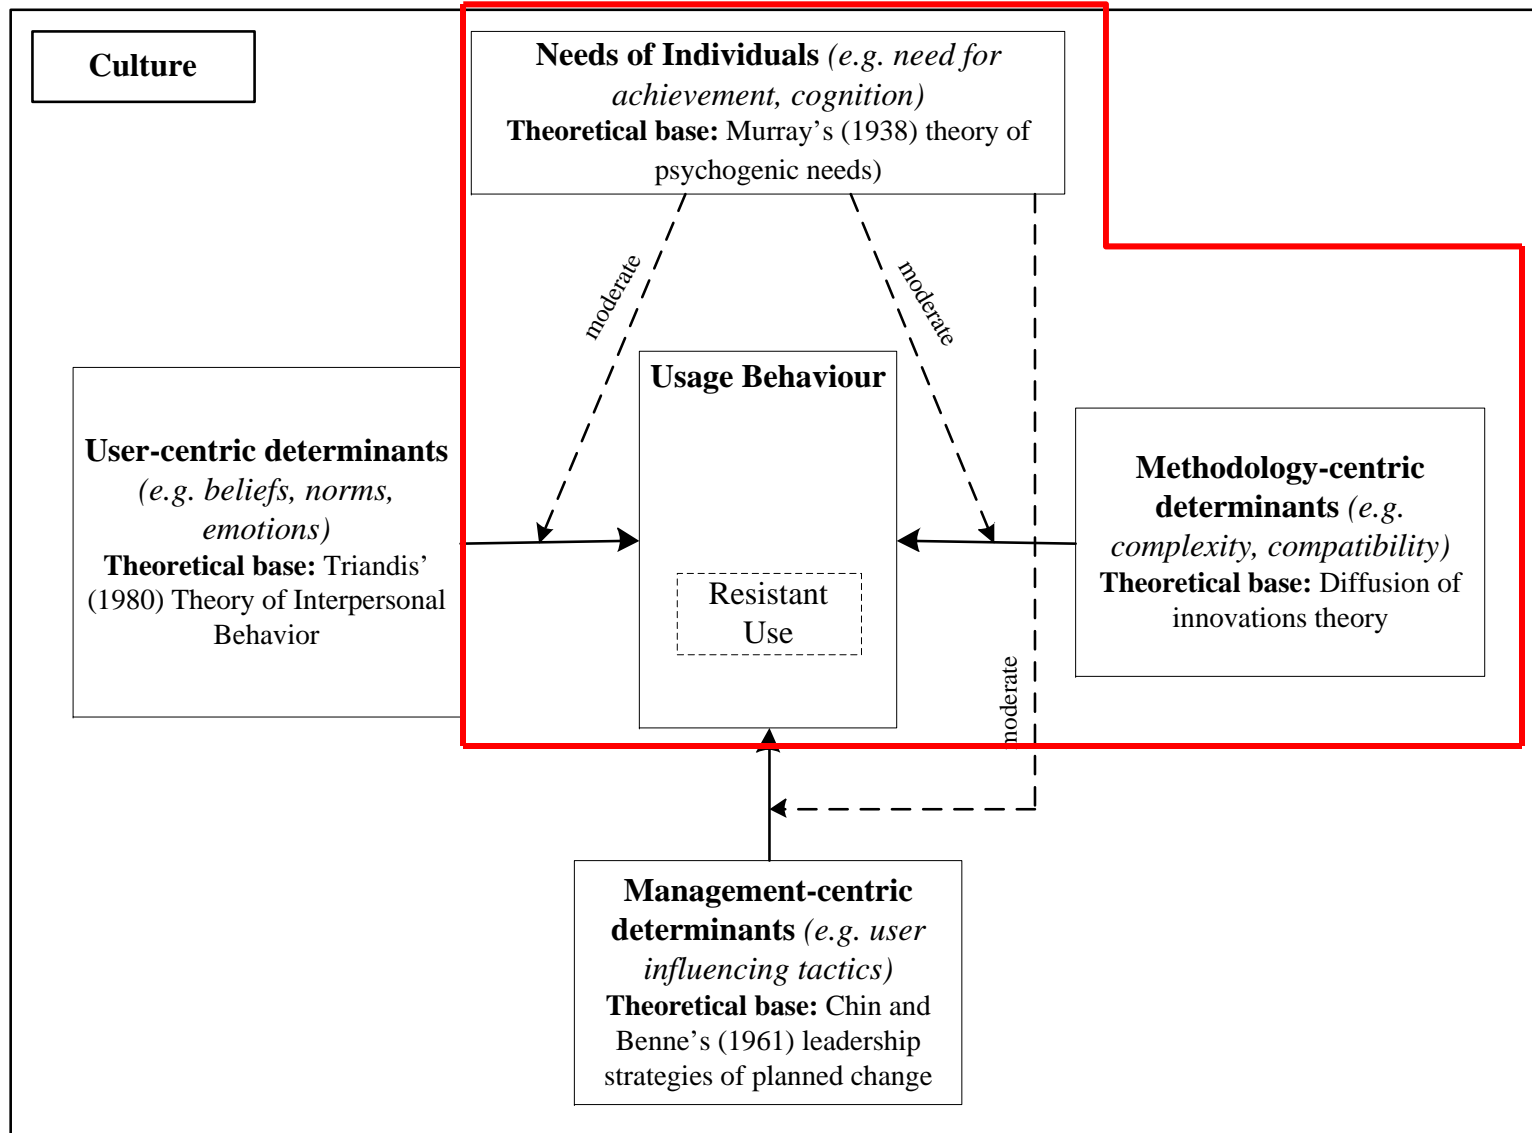 Culture
Needs of Individuals (e.g. need for
achievement, cognition)
Theoretical base: Murray’s (1938) theory of
psychogenic needs)
moderate
moderate
Usage Behaviour
User-centric determinants
(e.g. beliefs, norms,
emotions)
Theoretical base: Triandis’
(1980) Theory of Interpersonal
Behavior
Resistant
Use
Methodology-centric
determinants (e.g.
complexity, compatibility)
Theoretical base: Diffusion of
innovations theory
moderate
Management-centric
determinants (e.g. user
influencing tactics)
Theoretical base: Chin and
Benne’s (1961) leadership
strategies of planned change